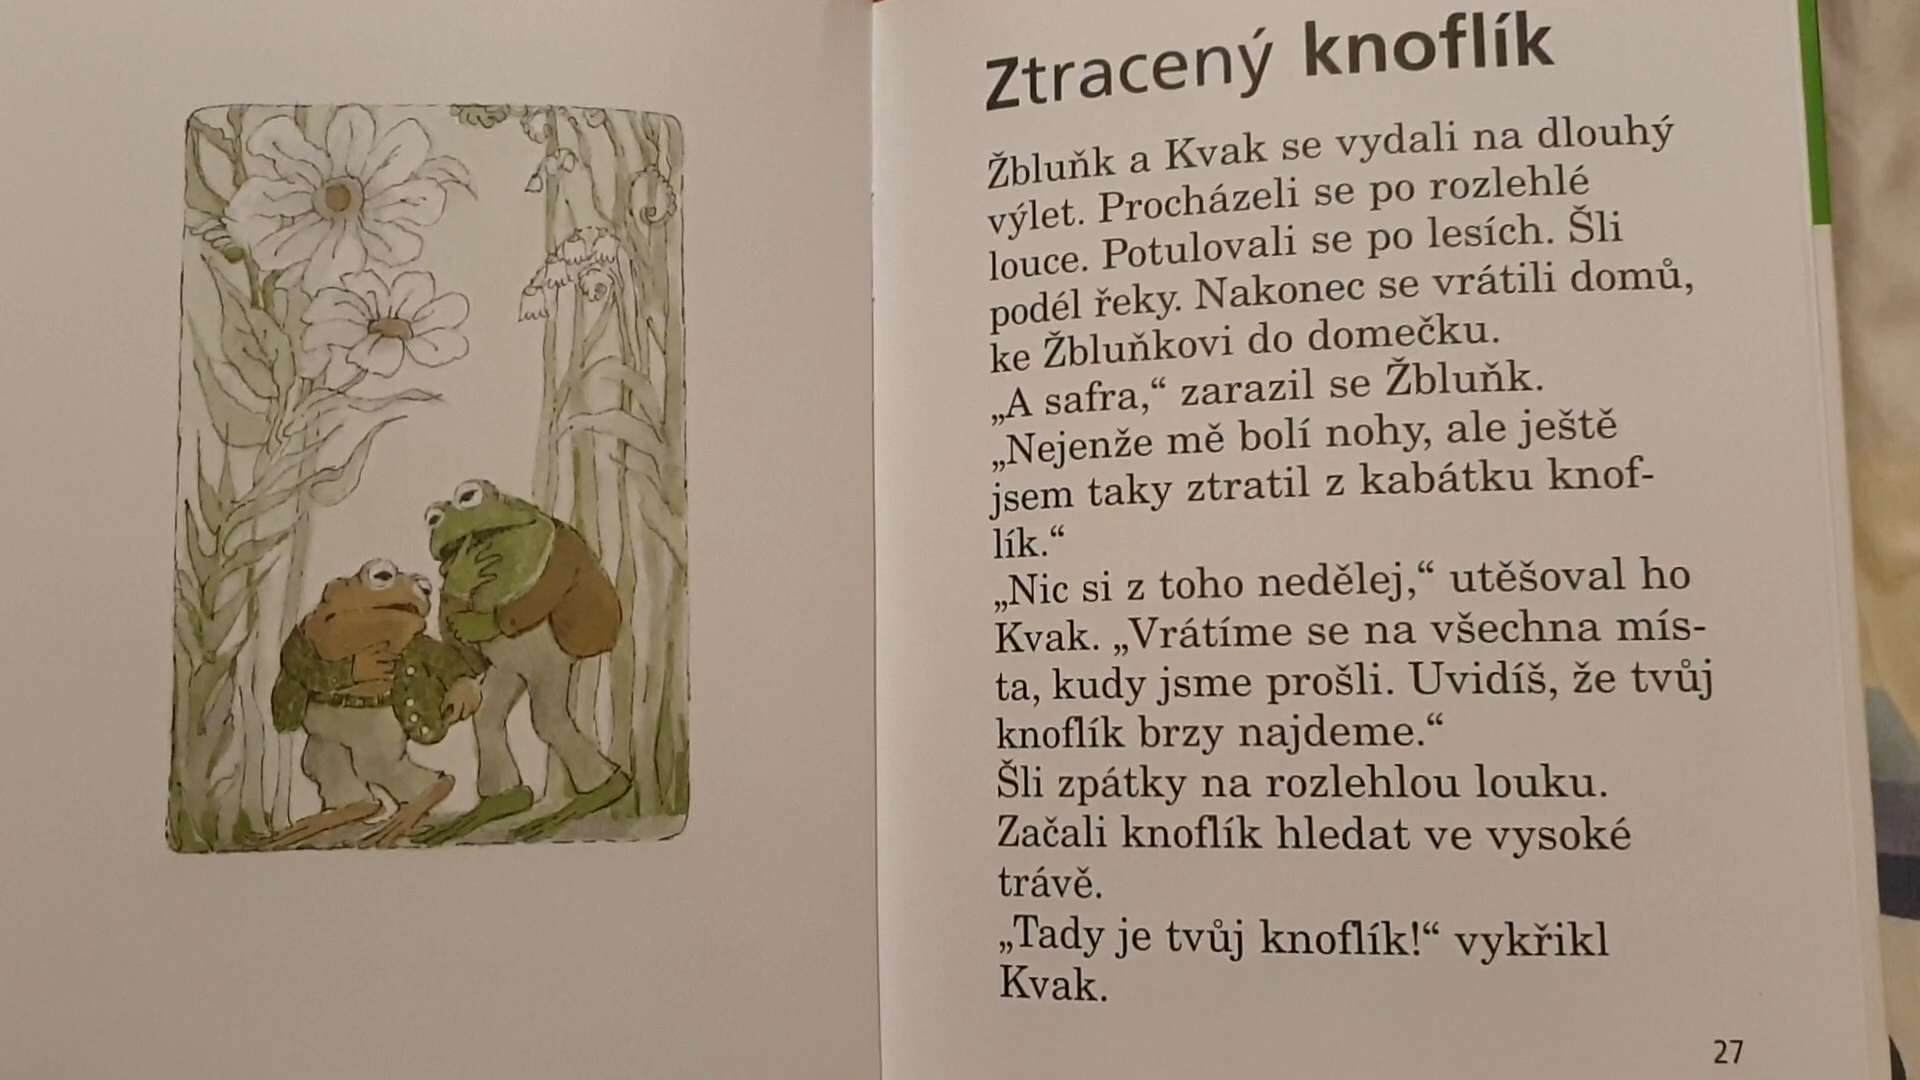 Ztracený knoflík
Žbluňk a Kvak se vydali na dlouhý
výlet. Procházeli se po rozlehlé
louce. Potulovali se po lesích. Šli
podél řeky. Nakonec se vrátili domů,
ke Žbluňkovi do domečku.
„A safra,“ zarazil se Žbluňk.
„Nejenže mě bolí nohy, ale ještě
jsem taky ztratil z kabátku knof-
lík.“
„Nic si z toho nedělej,“ utěšoval ho
Kvak. „Vrátíme se na všechna mís-
ta, kudy jsme prošli. Uvidíš, že tvůj
knoflík brzy najdeme.“
Šli zpátky na rozlehlou louku.
Začali knoflík hledat ve vysoké
trávě.
„Tady je tvůj knoflík!“ vykřikl
Kvak.
27